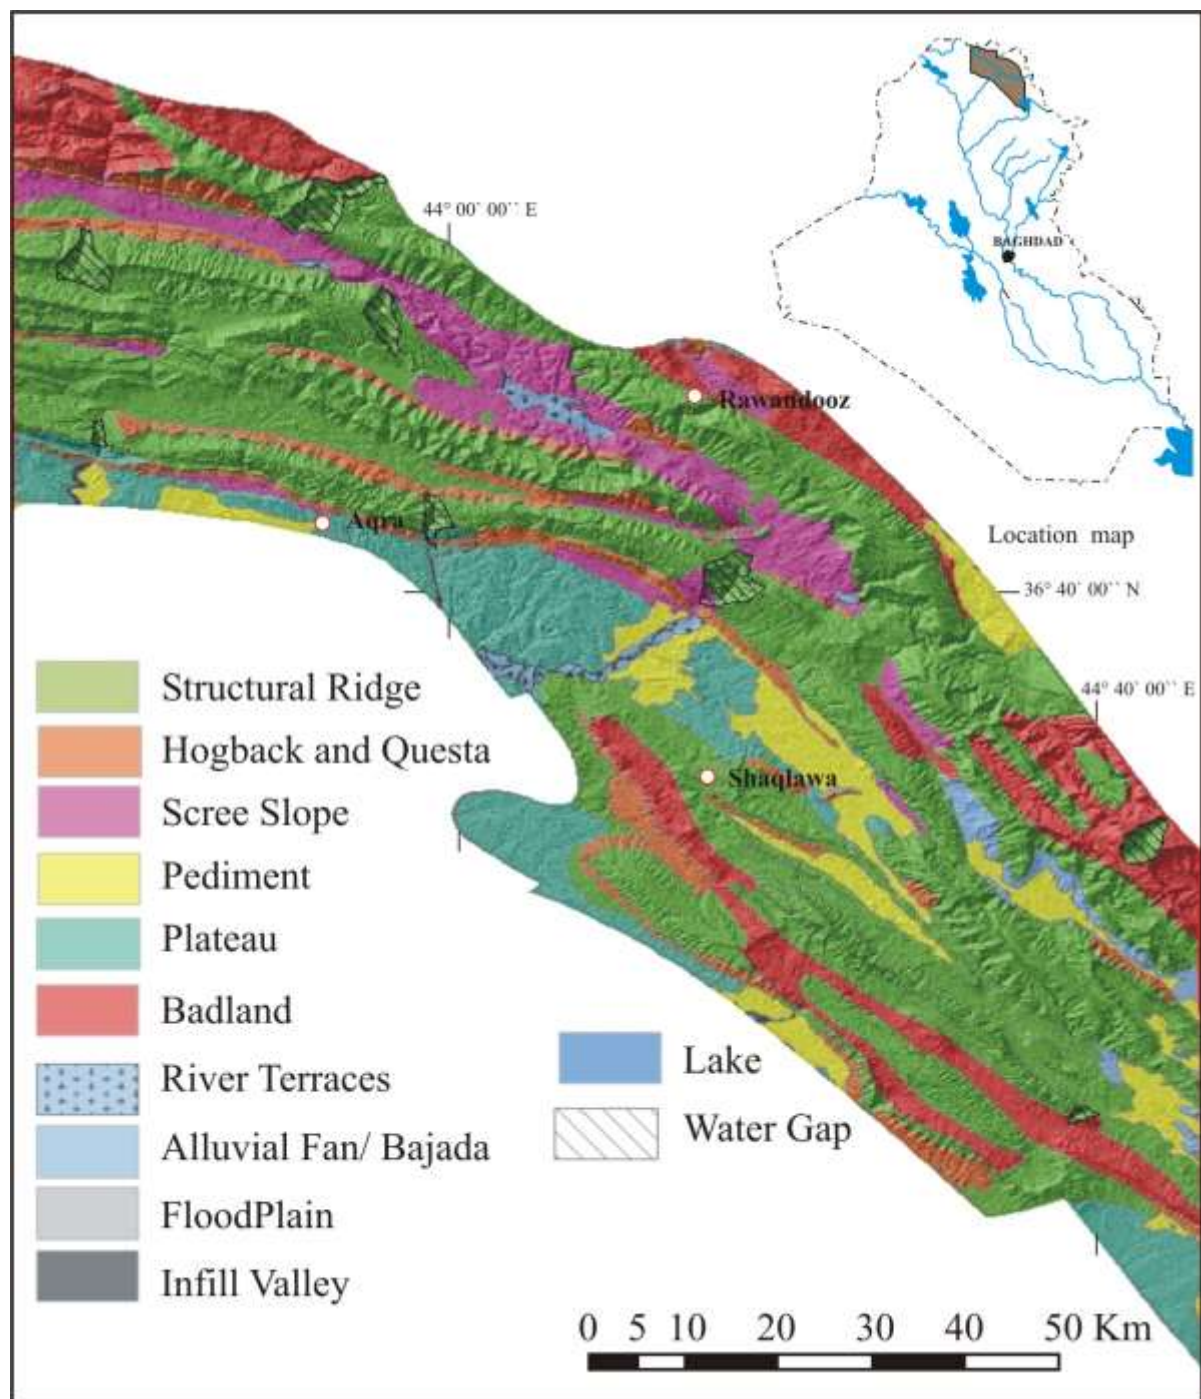 44° 00` 00`` E
BAGHDAD
Rawandooz
Aqra
Location map
36° 40` 00`` N
44° 40` 00`` E
Shaqlawa
Structural Ridge
Hogback and Questa
Scree Slope
Pediment
Plateau
Badland
River Terraces
Alluvial Fan/ Bajada
FloodPlain
Infill Valley
Lake
Water Gap
0 5 10 20 30 40 50 Km